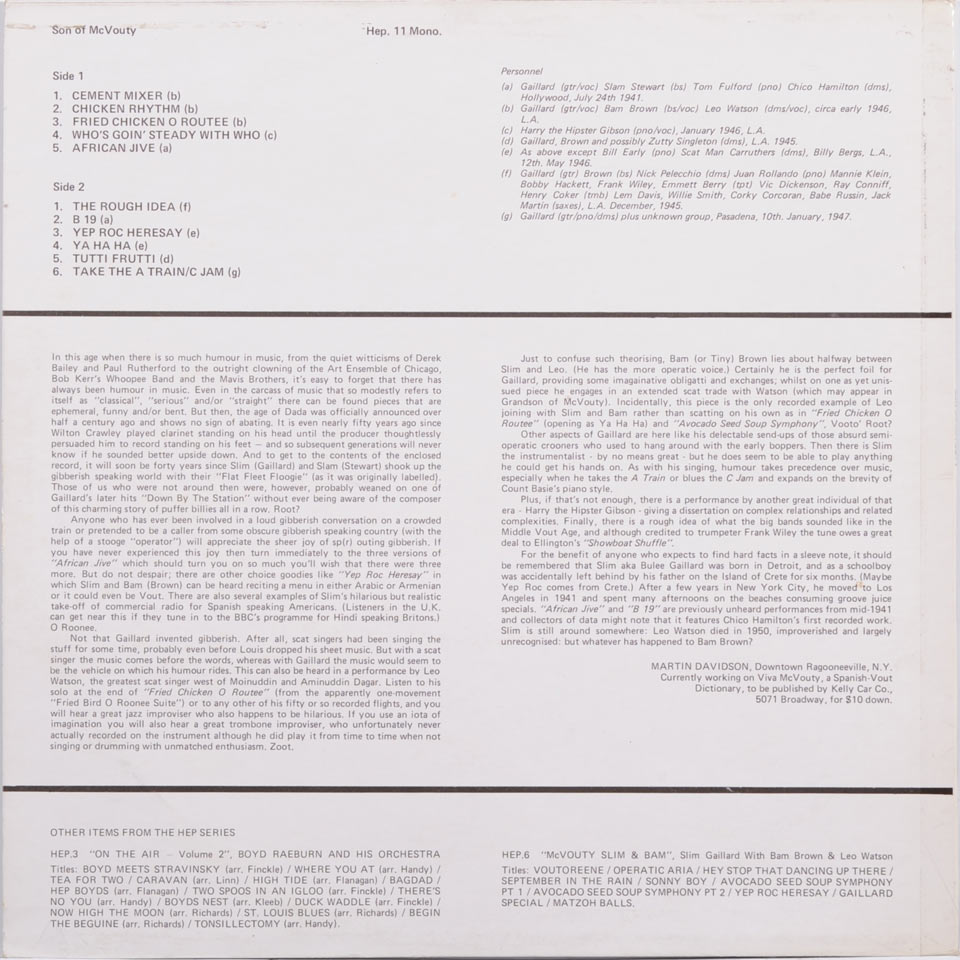 Son of McVouty
Hep. 11 Mono.
Side 1
1. CEMENT MIXER (b)
2. CHICKEN RHYTHM (b)
3. FRIED CHICKEN O ROUTEE (b)
4. WHO'S GOIN' STEADY WITH WHO (c)
5. AFRICAN JIVE (a)
Side 2
1. THE ROUGH IDEA (f)
2. B 19 (a)
3. YEP ROC HERESAY (e)
4. YA HA HA (e)
5. TUTTI FRUTTI (d)
6. TAKE THE A TRAIN/C JAM (g)
Personnel
(a) Gaillard (gtr/voc) Slam Stewart (bs) Tom Fulford (pno) Chico Hamilton (dms),
Hollywood, July 24th 1941.
(b) Gaillard (gtr/voc) Bam Brown (bs/voc) Leo Watson (dms/voc), circa early 1946,
L.A.
(c) Harry the Hipster Gibson (pno/voc), January 1946, L.A.
(d) Gaillard, Brown and possibly Zutty Singleton (dms), L.A. 1945.
(e) As above except Bill Early (pno) Scat Man Carruthers (dms), Billy Bergs, L.A.,
12th. May 1946.
(f) Gaillard (gtr) Brown (bs) Nick Pelecchio (dms) Juan Rollando (pno) Mannie Klein,
Bobby Hackett, Frank Wiley, Emmett Berry (tpt) Vic Dickenson, Ray Conniff,
Henry Coker (tmb) Lem Davis, Willie Smith, Corky Corcoran, Babe Russin, Jack
Martin (saxes), L.A. December, 1945.
(g) Gaillard (gtr/pno/dms) plus unknown group, Pasadena, 10th. January, 1947.
In this age when there is so much humour in music, from the quiet witticisms of Derek
Bailey and Paul Rutherford to the outright clowning of the Art Ensemble of Chicago,
Bob Kerr's Whoopee Band and the Mavis Brothers, it's easy to forget that there has
always been humour in music. Even in the carcass of music that so modestly refers to
itself as "classical", "serious" and/or "straight" there can be found pieces that are
ephemeral, funny and/or bent. But then, the age of Dada was officially announced over
half a century ago and shows no sign of abating. It is even nearly fifty years ago since
Wilton Crawley played clarinet standing on his head until the producer thoughtlessly
persuaded him to record standing on his feet — and so subsequent generations will never
know if he sounded better upside down. And to get to the contents of the enclosed
record, it will soon be forty years since Slim (Gaillard) and Slam (Stewart) shook up the
gibberish speaking world with their "Flat Fleet Floogie" (as it was originally labelled).
Those of us who were not around then were, however, probably weaned on one of
Gaillard's later hits "Down By The Station" without ever being aware of the composer
of this charming story of puffer billies all in a row. Root?
Anyone who has ever been involved in a loud gibberish conversation on a crowded
train or pretended to be a caller from some obscure gibberish speaking country (with the
help of a stooge "operator") will appreciate the sheer joy of sp(r) outing gibberish. If
you have never experienced this joy then turn immediately to the three versions of
"African Jive" which should turn you on so much you'll wish that there were three
more. But do not despair; there are other choice goodies like "Yep Roc Heresay" in
which Slim and Bam (Brown) can be heard reciting a menu in either Arabic or Armenian
or it could even be Vout. There are also several examples of Slim's hilarious but realistic
take-off of commercial radio for Spanish speaking Americans. (Listeners in the U.K.
can get near this if they tune in to the BBC's programme for Hindi speaking Britons.)
O Roonee.
Not that Gaillard invented gibberish. After all, scat singers had been singing the
stuff for some time, probably even before Louis dropped his sheet music. But with a scat
singer the music comes before the words, whereas with Gaillard the music would seem to
be the vehicle on which his humour rides. This can also be heard in a performance by Leo
Watson, the greatest scat singer west of Moinuddin and Aminuddin Dagar. Listen to his
solo at the end of "Fried Chicken O Routee" (from the apparently one-movement
"Fried Bird O Roonee Suite") or to any other of his fifty or so recorded flights, and you
will hear a great jazz improviser who also happens to be hilarious. If you use an iota of
imagination you will also hear a great trombone improviser, who unfortunately never
actually recorded on the instrument although he did play it from time to time when not
singing or drumming with unmatched enthusiasm. Zoot.
Just to confuse such theorising, Bam (or Tiny) Brown lies about halfway between
Slim and Leo. (He has the more operatic voice.) Certainly he is the perfect foil for
Gaillard, providing some imaginative obligatti and exchanges; whilst on one as yet unis-
sued piece he engages in an extended scat trade with Watson (which may appear in
Grandson of McVouty). Incidentally, this piece is the only recorded example of Leo
joining with Slim and Bam rather than scatting on his own as in "Fried Chicken O
Routee" (opening as Ya Ha Ha) and "Avocado Seed Soup Symphony", Vooto' Root?
Other aspects of Gaillard are here like his delectable send-ups of those absurd semi-
operatic crooners who used to hang around with the early boppers. Then there is Slim
the instrumentalist - by no means great - but he does seem to be able to play anything
he could get his hands on. As with his singing, humour takes precedence over music,
especially when he takes the A Train or blues the C Jam and expands on the brevity of
Count Basie's piano style.
Plus, if that's not enough, there is a performance by another great individual of that
era - Harry the Hipster Gibson - giving a dissertation on complex relationships and related
complexities. Finally, there is a rough idea of what the big bands sounded like in the
Middle Vout Age, and although credited to trumpeter Frank Wiley the tune owes a great
deal to Ellington's "Showboat Shuffle".
For the benefit of anyone who expects to find hard facts in a sleeve note, it should
be remembered that Slim aka Bulee Gaillard was born in Detroit, and as a schoolboy
was accidentally left behind by his father on the Island of Crete for six months. (Maybe
Yep Roc comes from Crete.) After a few years in New York City, he moved to Los
Angeles in 1941 and spent many afternoons on the beaches consuming groove juice
specials. "African Jive" and "B 19" are previously unheard performances from mid-1941
and collectors of data might note that it features Chico Hamilton's first recorded work.
Slim is still around somewhere: Leo Watson died in 1950, improverished and largely
unrecognised: but whatever has happened to Bam Brown?
MARTIN DAVIDSON, Downtown Ragooneeville, N.Y.
Currently working on Viva McVouty, a Spanish-Vout
Dictionary, to be published by Kelly Car Co.,
5071 Broadway, for $10 down.
OTHER ITEMS FROM THE HEP SERIES
HEP.3 "ON THE AIR – Volume 2", BOYD RAEBURN AND HIS ORCHESTRA
Titles: BOYD MEETS STRAVINSKY (arr. Finckle) / WHERE YOU AT (arr. Handy) /
TEA FOR TWO / CARAVAN (arr. Linn) / HIGH TIDE (arr. Flanagan) / BAGDAD /
HEP BOYDS (arr. Flanagan) / TWO SPOOS IN AN IGLOO (arr. Finckle) / THERE'S
NO YOU (arr. Handy) / BOYDS NEST (arr. Kleeb) / DUCK WADDLE (arr. Finckle) /
NOW HIGH THE MOON (arr. Richards) / ST. LOUIS BLUES (arr. Richards) / BEGIN
THE BEGUINE (arr. Richards) / TONSILLECTOMY (arr. Handy).
HEP.6 "McVOUTY SLIM & BAM", Slim Gaillard With Bam Brown & Leo Watson
Titles: VOUTOREENE / OPERATIC ARIA / HEY STOP THAT DANCING UP THERE /
SEPTEMBER IN THE RAIN / SONNY BOY / AVOCADO SEED SOUP SYMPHONY
PT 1 / AVOCADO SEED SOUP SYMPHONY PT 2 / YEP ROC HERESAY / GAILLARD
SPECIAL / MATZOH BALLS.